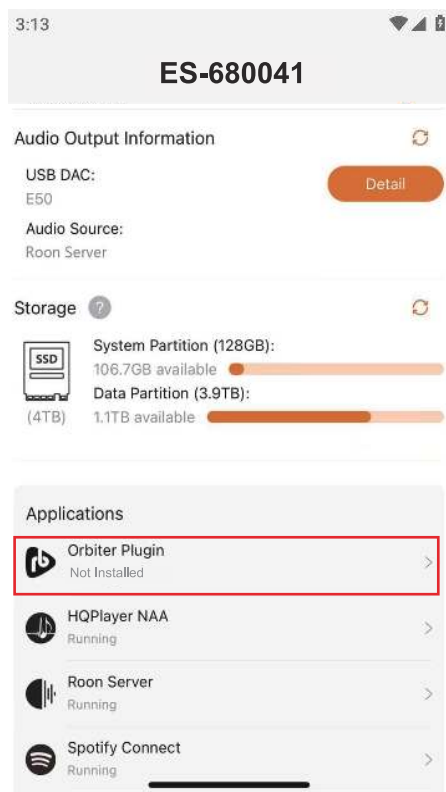 3:13
ES-680041
Audio Output Information
USB DAC:
Detail
E50
Audio Source:
Roon Server
Storage ?
System Partition (128GB):
SSD
106.7GB available
Data Partition (3.9TB):
(4TB) 1.1TB available
Applications
Orbiter Plugin
Not Installed
HQPlayer NAA
Running
Roon Server
Running
Spotify Connect
Running